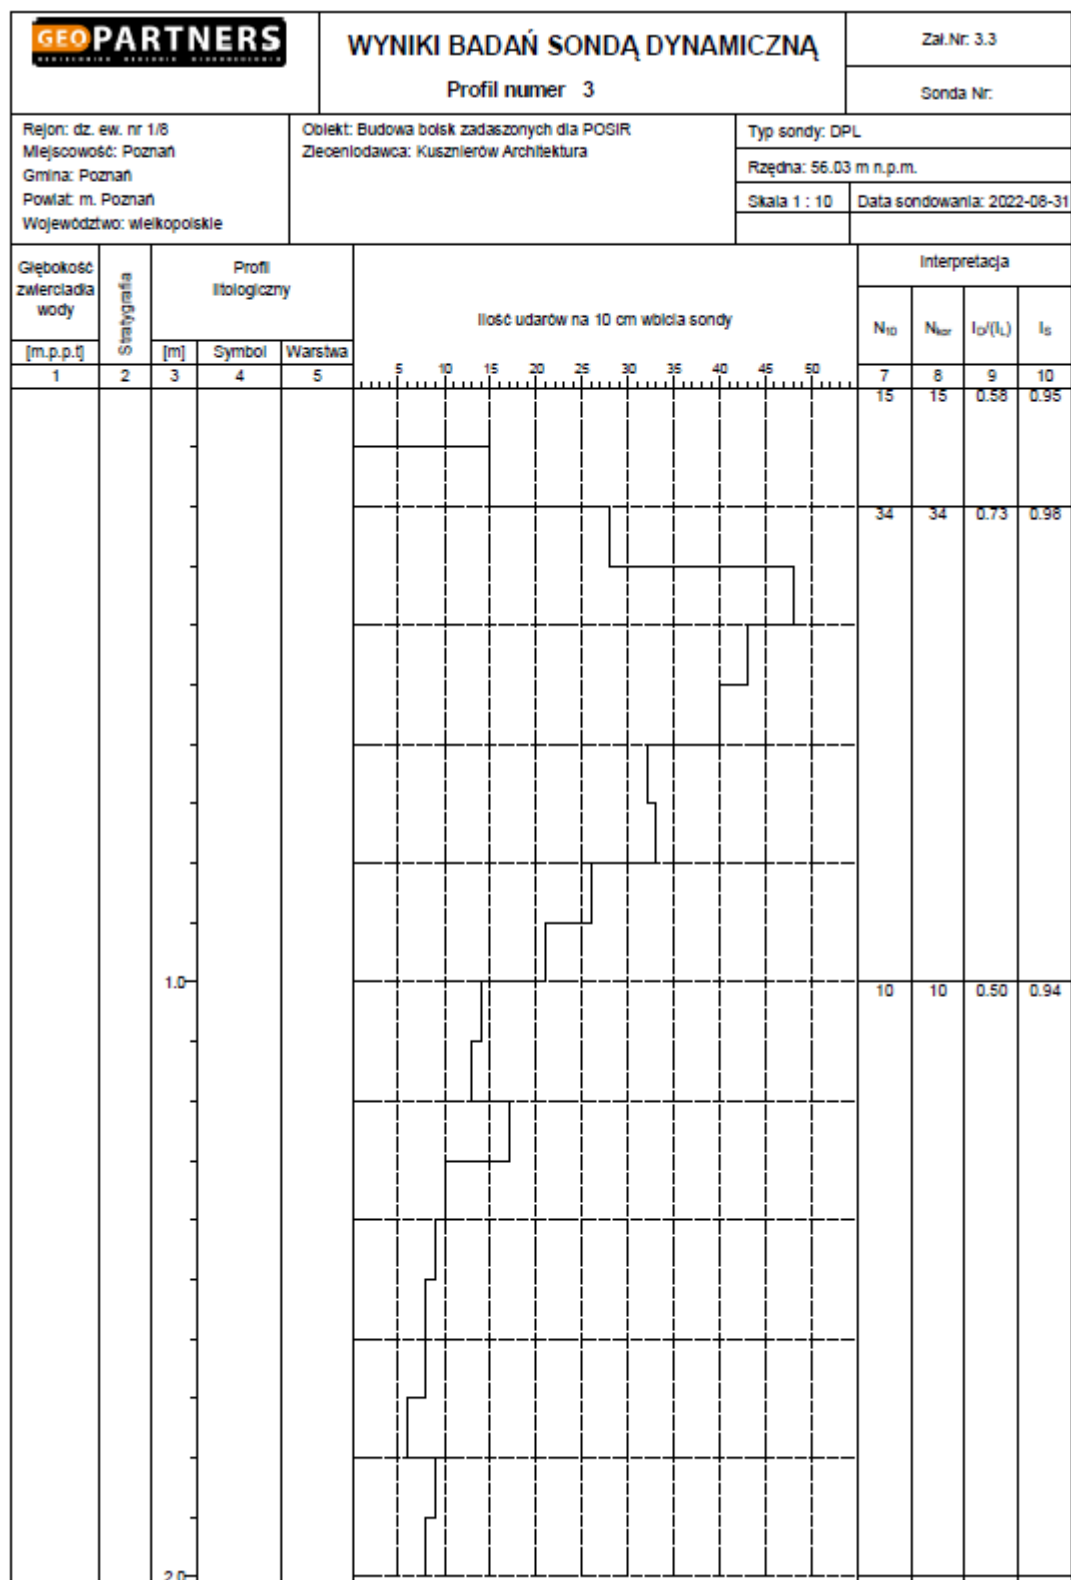 GEOPARTNERS
WYNIKI BADAŃ SONDĄ DYNAMICZNĄ
Profil numer 3
Zał.Nr: 3.3
Sonda Nr:
Rejon: dz. ew. nr 1/8
Miejscowość: Poznań
Gmina: Poznań
Powiat: m. Poznań
Województwo: wielkopolskie
Obiekt: Budowa boisk zadaszonych dla POSIR
Zleceniodawca: Kusznierów Architektura
Typ sondy: DPL
Rzędna: 56.03 m n.p.m.
Skala 1 : 10
Data sondowania: 2022-08-31
Głębokość zwierciadła wody
[m.p.p.t]
Stratygrafia
Profil litologiczny
[m] Symbol Warstwa
Ilość udarów na 10 cm wbicia sondy
Interpretacja
N10 Nkor ID/(IL) IS
1 2 3 4 5
5 10 15 20 25 30 35 40 45 50
7 8 9 10
15 15 0.58 0.95
34 34 0.73 0.98
1.0
10 10 0.50 0.94
2.0